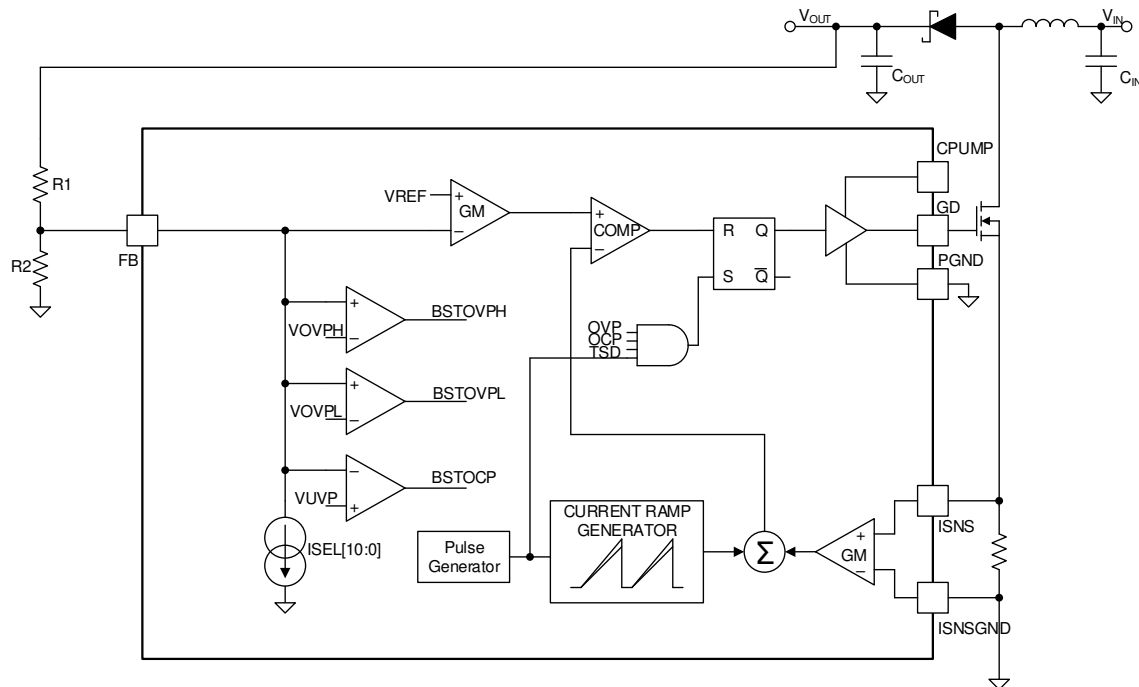 VOUT
VIN
COUT
CIN
CPUMP
R1
VREF
+
GM
−
+
COMP
−
R Q
S Q
GD
FB
R2
PGND
+
VOVPH
−
BSTOVPH
OVP
OCP
TSD
+
VOVPL
−
BSTOVPL
−
VUVP
+
BSTOCP
ISEL[10:0]
Pulse
Generator
CURRENT RAMP
GENERATOR
Σ
+
GM
−
ISNS
ISNSGND